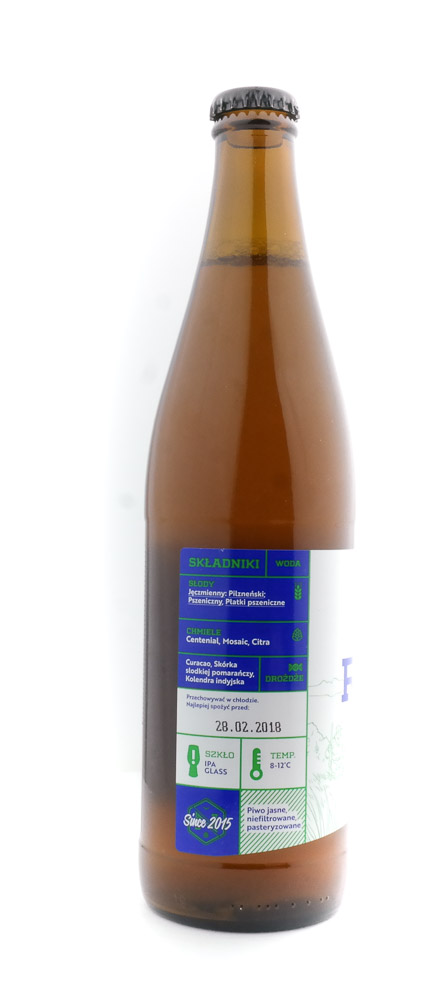 SKŁADNIKI WODA
SŁODY
Jęczmienny: Pilzneński;
Pszeniczny, Płatki pszeniczne
CHMIELE
Centenial, Mosaic, Citra
Curacao, Skórka
słodkiej pomarańczy,
Kolendra indyjska
DROŻDŻE
Przechowywać w chłodzie.
Najlepiej spożyć przed:
28.02.2018
SZKŁO
IPA
GLASS
TEMP.
8-12°C
Since 2015
Piwo jasne,
niefiltrowane,
pasteryzowane